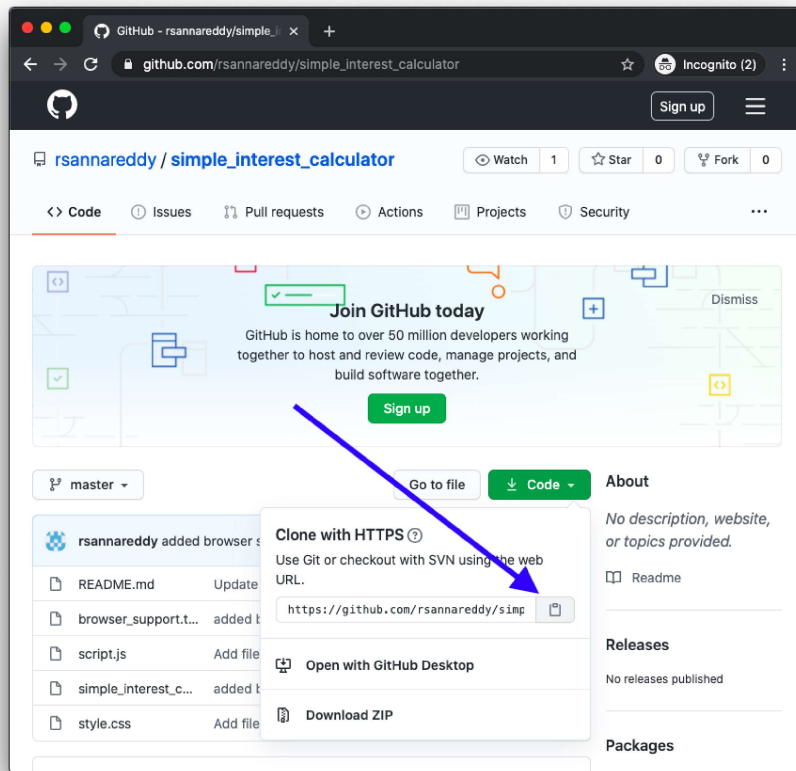 GitHub - rsannareddy/simple_i
github.com/rsannareddy/simple_interest_calculator
Incognito (2)
Sign up
rsannareddy / simple_interest_calculator
Watch 1
Star 0
Fork 0
Code
Issues
Pull requests
Actions
Projects
Security
Dismiss
Join GitHub today
GitHub is home to over 50 million developers working
together to host and review code, manage projects, and
build software together.
Sign up
master
Go to file
Code
About
No description, website,
or topics provided.
Readme
Releases
No releases published
Packages
rsannareddy added browser s
README.md Update
browser_support.t... added b
script.js Add file
simple_interest_c... added b
style.css Add file
Clone with HTTPS
Use Git or checkout with SVN using the web
URL.
https://github.com/rsannareddy/simp
Open with GitHub Desktop
Download ZIP